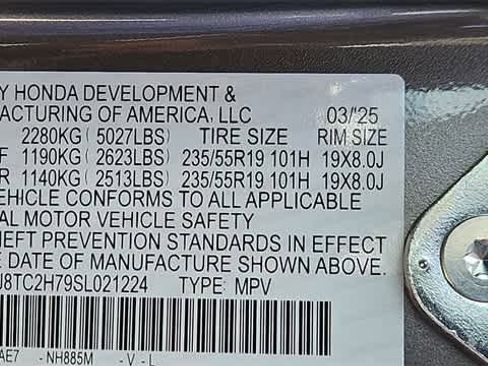 Y HONDA DEVELOPMENT &
ACTURING OF AMERICA, LLC 03/'25
2280KG ( 5027LBS) TIRE SIZE RIM SIZE
F 1190KG ( 2623LBS) 235/55R19 101H 19X8.0J
R 1140KG ( 2513LBS) 235/55R19 101H 19X8.0J
EHICLE CONFORMS TO ALL APPLICABLE
AL MOTOR VEHICLE SAFETY
HEFT PREVENTION STANDARDS IN EFFECT
E DATE OF MANUFACTURE SHOWN ABOVE.
J8TC2H79SL021224 TYPE: MPV
AE7 - NH885M - V - L